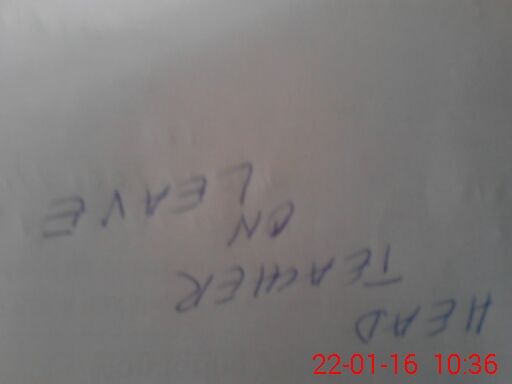 HEAD
TEACHER
ON
LEAVE
22-01-16 10:36